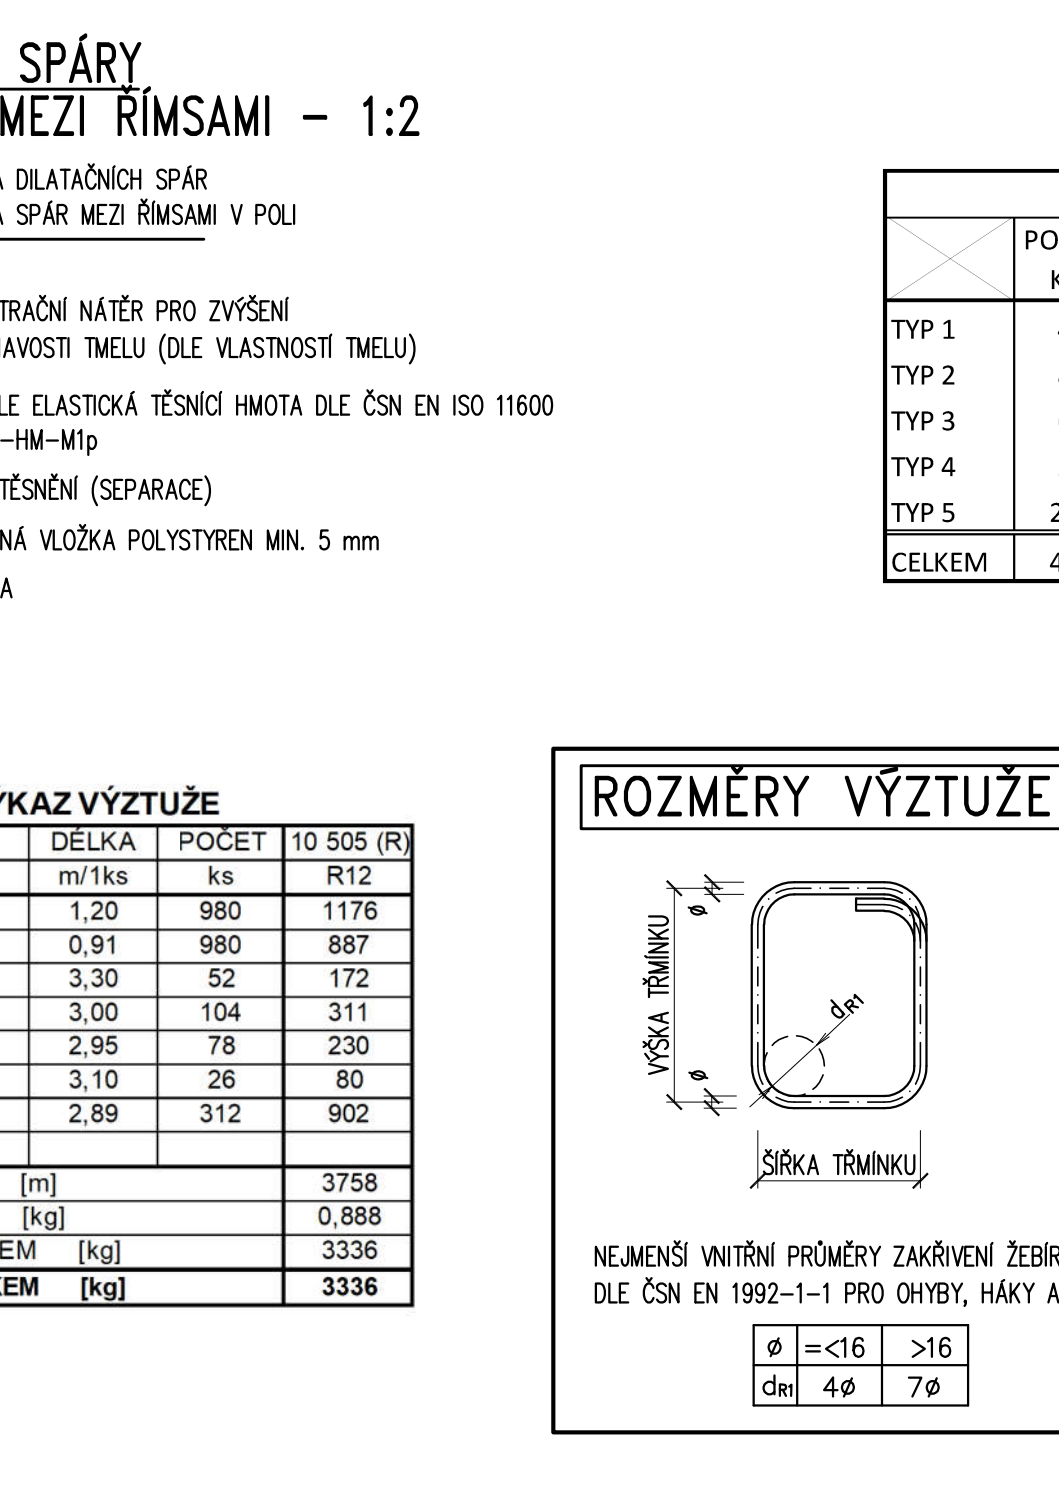 SPÁRY
MEZI ŘÍMSAMI – 1:2
A DILATAČNÍCH SPÁR
A SPÁR MEZI ŘÍMSAMI V POLI
TRAČNÍ NÁTĚR PRO ZVÝŠENÍ
NAVOSTI TMELU (DLE VLASTNOSTÍ TMELU)
LE ELASTICKÁ TĚSNÍCÍ HMOTA DLE ČSN EN ISO 11600
–HM–M1p
TĚSNĚNÍ (SEPARACE)
NÁ VLOŽKA POLYSTYREN MIN. 5 mm
A
PO
K
TYP 1
TYP 2
TYP 3
TYP 4
TYP 5 2
CELKEM 4
ÝKAZ VÝZTUŽE
DÉLKA POČET 10 505 (R)
m/1ks ks R12
1,20 980 1176
0,91 980 887
3,30 52 172
3,00 104 311
2,95 78 230
3,10 26 80
2,89 312 902
[m] 3758
[kg] 0,888
EM [kg] 3336
KEM [kg] 3336
ROZMĚRY VÝZTUŽE
ø
VÝŠKA TŘMÍNKU
dR1
ø
ŠÍŘKA TŘMÍNKU
NEJMENŠÍ VNITŘNÍ PRŮMĚRY ZAKŘIVENÍ ŽEBÍR
DLE ČSN EN 1992–1–1 PRO OHYBY, HÁKY A
ø =<16 >16
dR1 4ø 7ø